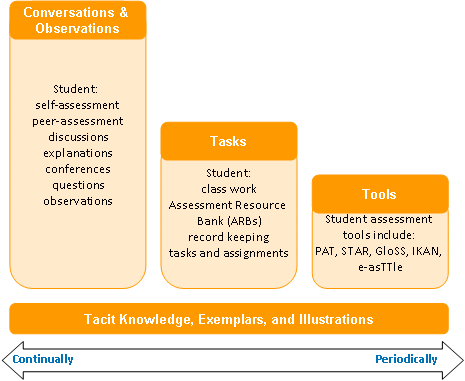 Conversations &
Observations
Student:
self-assessment
peer-assessment
discussions
explanations
conferences
questions
observations
Tasks
Student:
class work
Assessment Resource
Bank (ARBs)
record keeping
tasks and assignments
Tools
Student assessment
tools include:
PAT, STAR, GloSS, IKAN,
e-asTTle
Tacit Knowledge, Exemplars, and Illustrations
Continually
Periodically